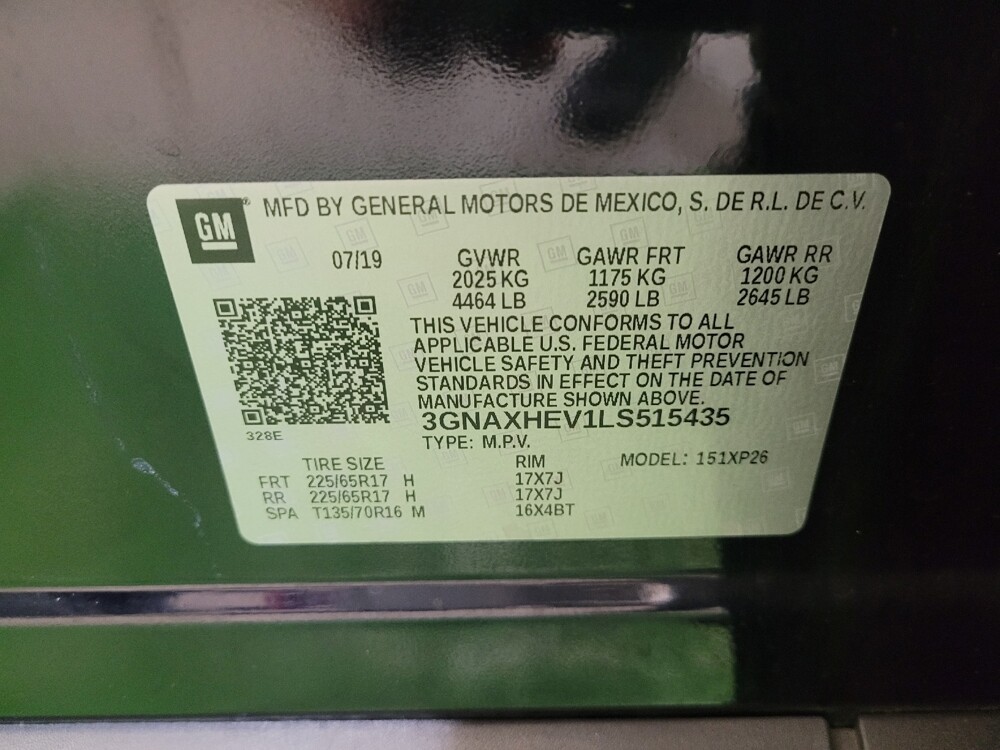 GM® MFD BY GENERAL MOTORS DE MEXICO, S. DE R.L. DE C.V.
07/19 GVWR GAWR FRT GAWR RR
2025 KG 1175 KG 1200 KG
4464 LB 2590 LB 2645 LB
THIS VEHICLE CONFORMS TO ALL
APPLICABLE U.S. FEDERAL MOTOR
VEHICLE SAFETY AND THEFT PREVENTION
STANDARDS IN EFFECT ON THE DATE OF
MANUFACTURE SHOWN ABOVE.
3GNAXHEV1LS515435
328E
TYPE: M.P.V.
TIRE SIZE RIM MODEL: 151XP26
FRT 225/65R17 H 17X7J
RR 225/65R17 H 17X7J
SPA T135/70R16 M 16X4BT